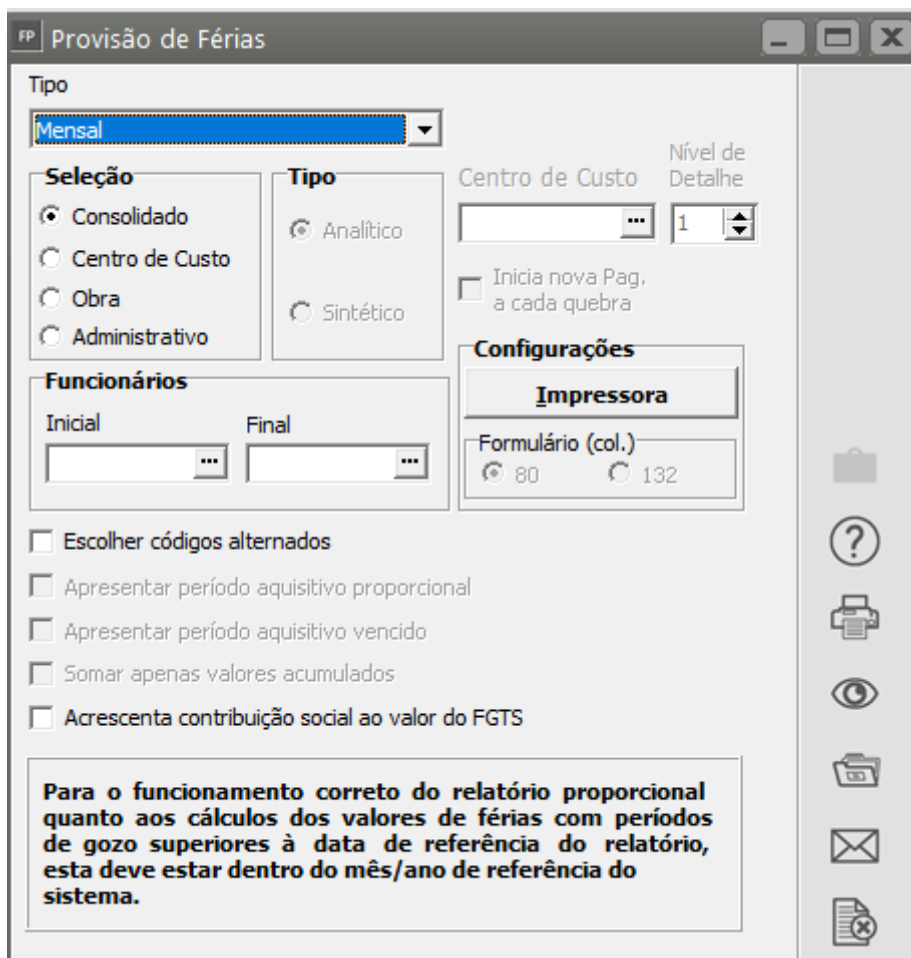 FP Provisão de Férias
Tipo
Mensal
Seleção
Consolidado
Centro de Custo
Obra
Administrativo
Tipo
Analítico
Sintético
Centro de Custo
Nível de
Detalhe
1
Inicia nova Pag.
a cada quebra
Funcionários
Inicial
Final
Configurações
Impressora
Formulário (col.)
80
132
Escolher códigos alternados
Apresentar período aquisitivo proporcional
Apresentar período aquisitivo vencido
Somar apenas valores acumulados
Acrescenta contribuição social ao valor do FGTS
Para o funcionamento correto do relatório proporcional
quanto aos cálculos dos valores de férias com períodos
de gozo superiores à data de referência do relatório,
esta deve estar dentro do mês/ano de referência do
sistema.